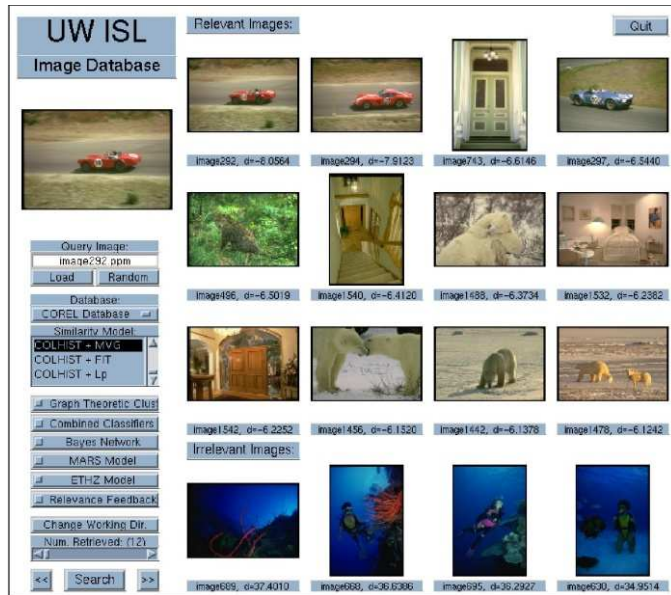 UW ISL
Image Database
Relevant Images:
Quit
image292, d=-8.0564
image294, d=-7.9123
image743, d=-6.6146
image297, d=-6.5440
image496, d=-6.5019
image1540, d=-6.4120
image1488, d=-6.3734
image1532, d=-6.2382
image1542, d=-6.2252
image1456, d=-6.1520
image1442, d=-6.1378
image1478, d=-6.1242
Query Image:
image292.ppm
Load
Random
Database:
COREL Database
Similarity Model:
COLHIST + MVG
COLHIST + FIT
COLHIST + Lp
Graph Theoretic Clust
Combined Classifiers
Bayes Network
MARS Model
ETHZ Model
Relevance Feedback
Change Working Dir.
Num. Retrieved: (12)
<<
Search
>>
Irrelevant Images:
image689, d=37.4010
image668, d=36.6386
image695, d=36.2927
image630, d=34.9514